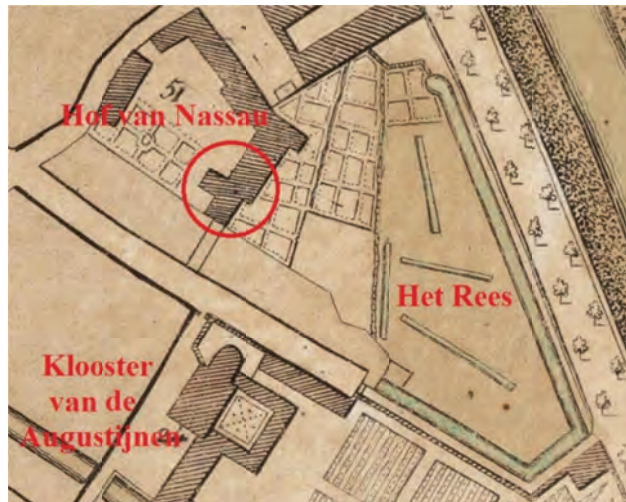 51
Hof van Nassau
Het Rees
Klooster
van de
Augustijnen